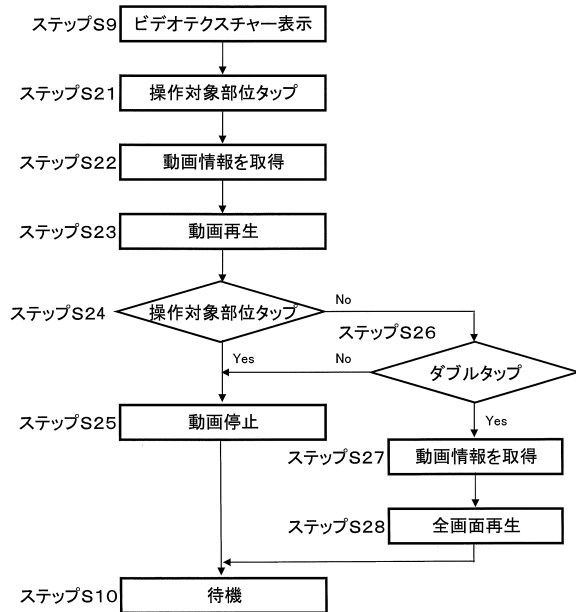 ステップS9
ビデオテクスチャー表示
ステップS21
操作対象部位タップ
ステップS22
動画情報を取得
ステップS23
動画再生
ステップS24
操作対象部位タップ
No
ステップS26
Yes
No
ダブルタップ
ステップS25
動画停止
Yes
ステップS27
動画情報を取得
ステップS28
全画面再生
ステップS10
待機